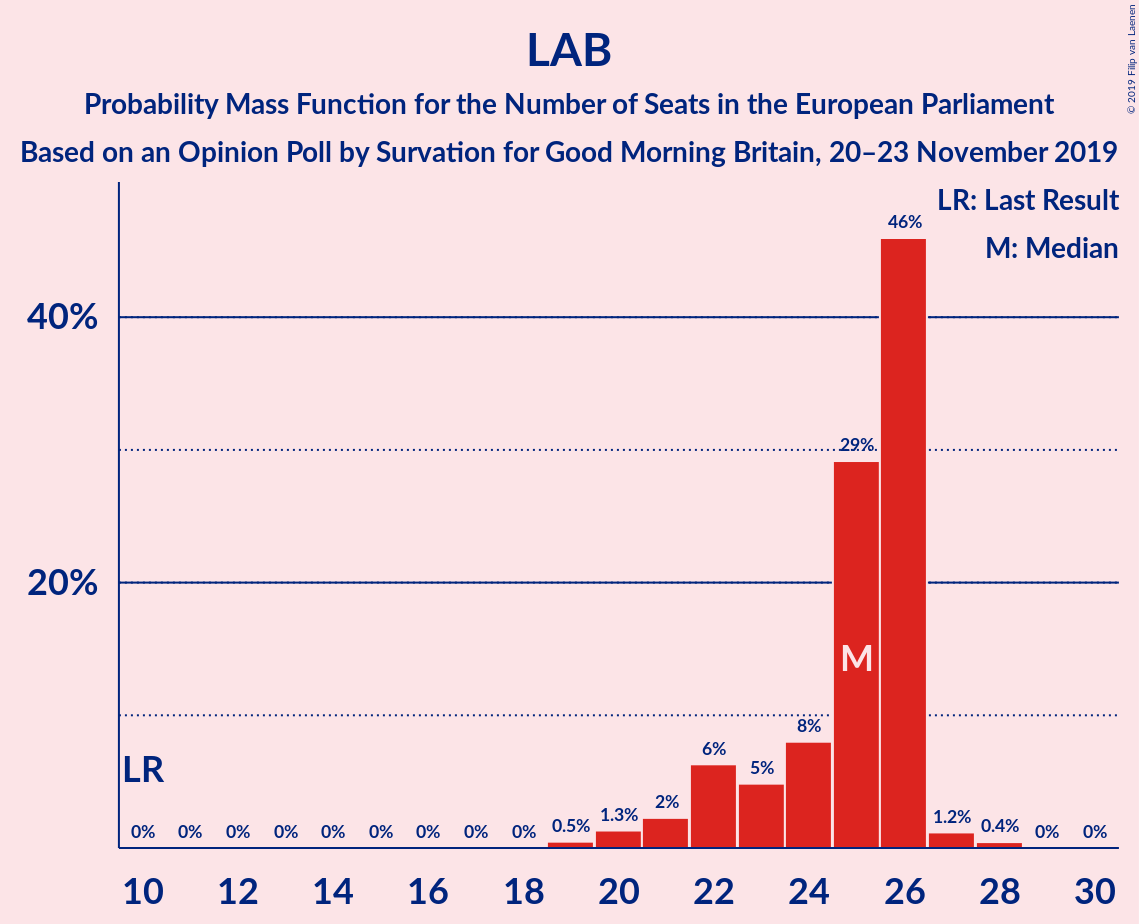 LAB
Probability Mass Function for the Number of Seats in the European Parliament
Based on an Opinion Poll by Survation for Good Morning Britain, 20–23 November 2019
© 2019 Filip van Laenen
LR: Last Result
M: Median
40%
20%
46%
29%
M
8%
6%
5%
LR
0% 0% 0% 0% 0% 0% 0% 0% 0% 0.5% 1.3% 2% 1.2% 0.4% 0% 0%
10 12 14 16 18 20 22 24 26 28 30